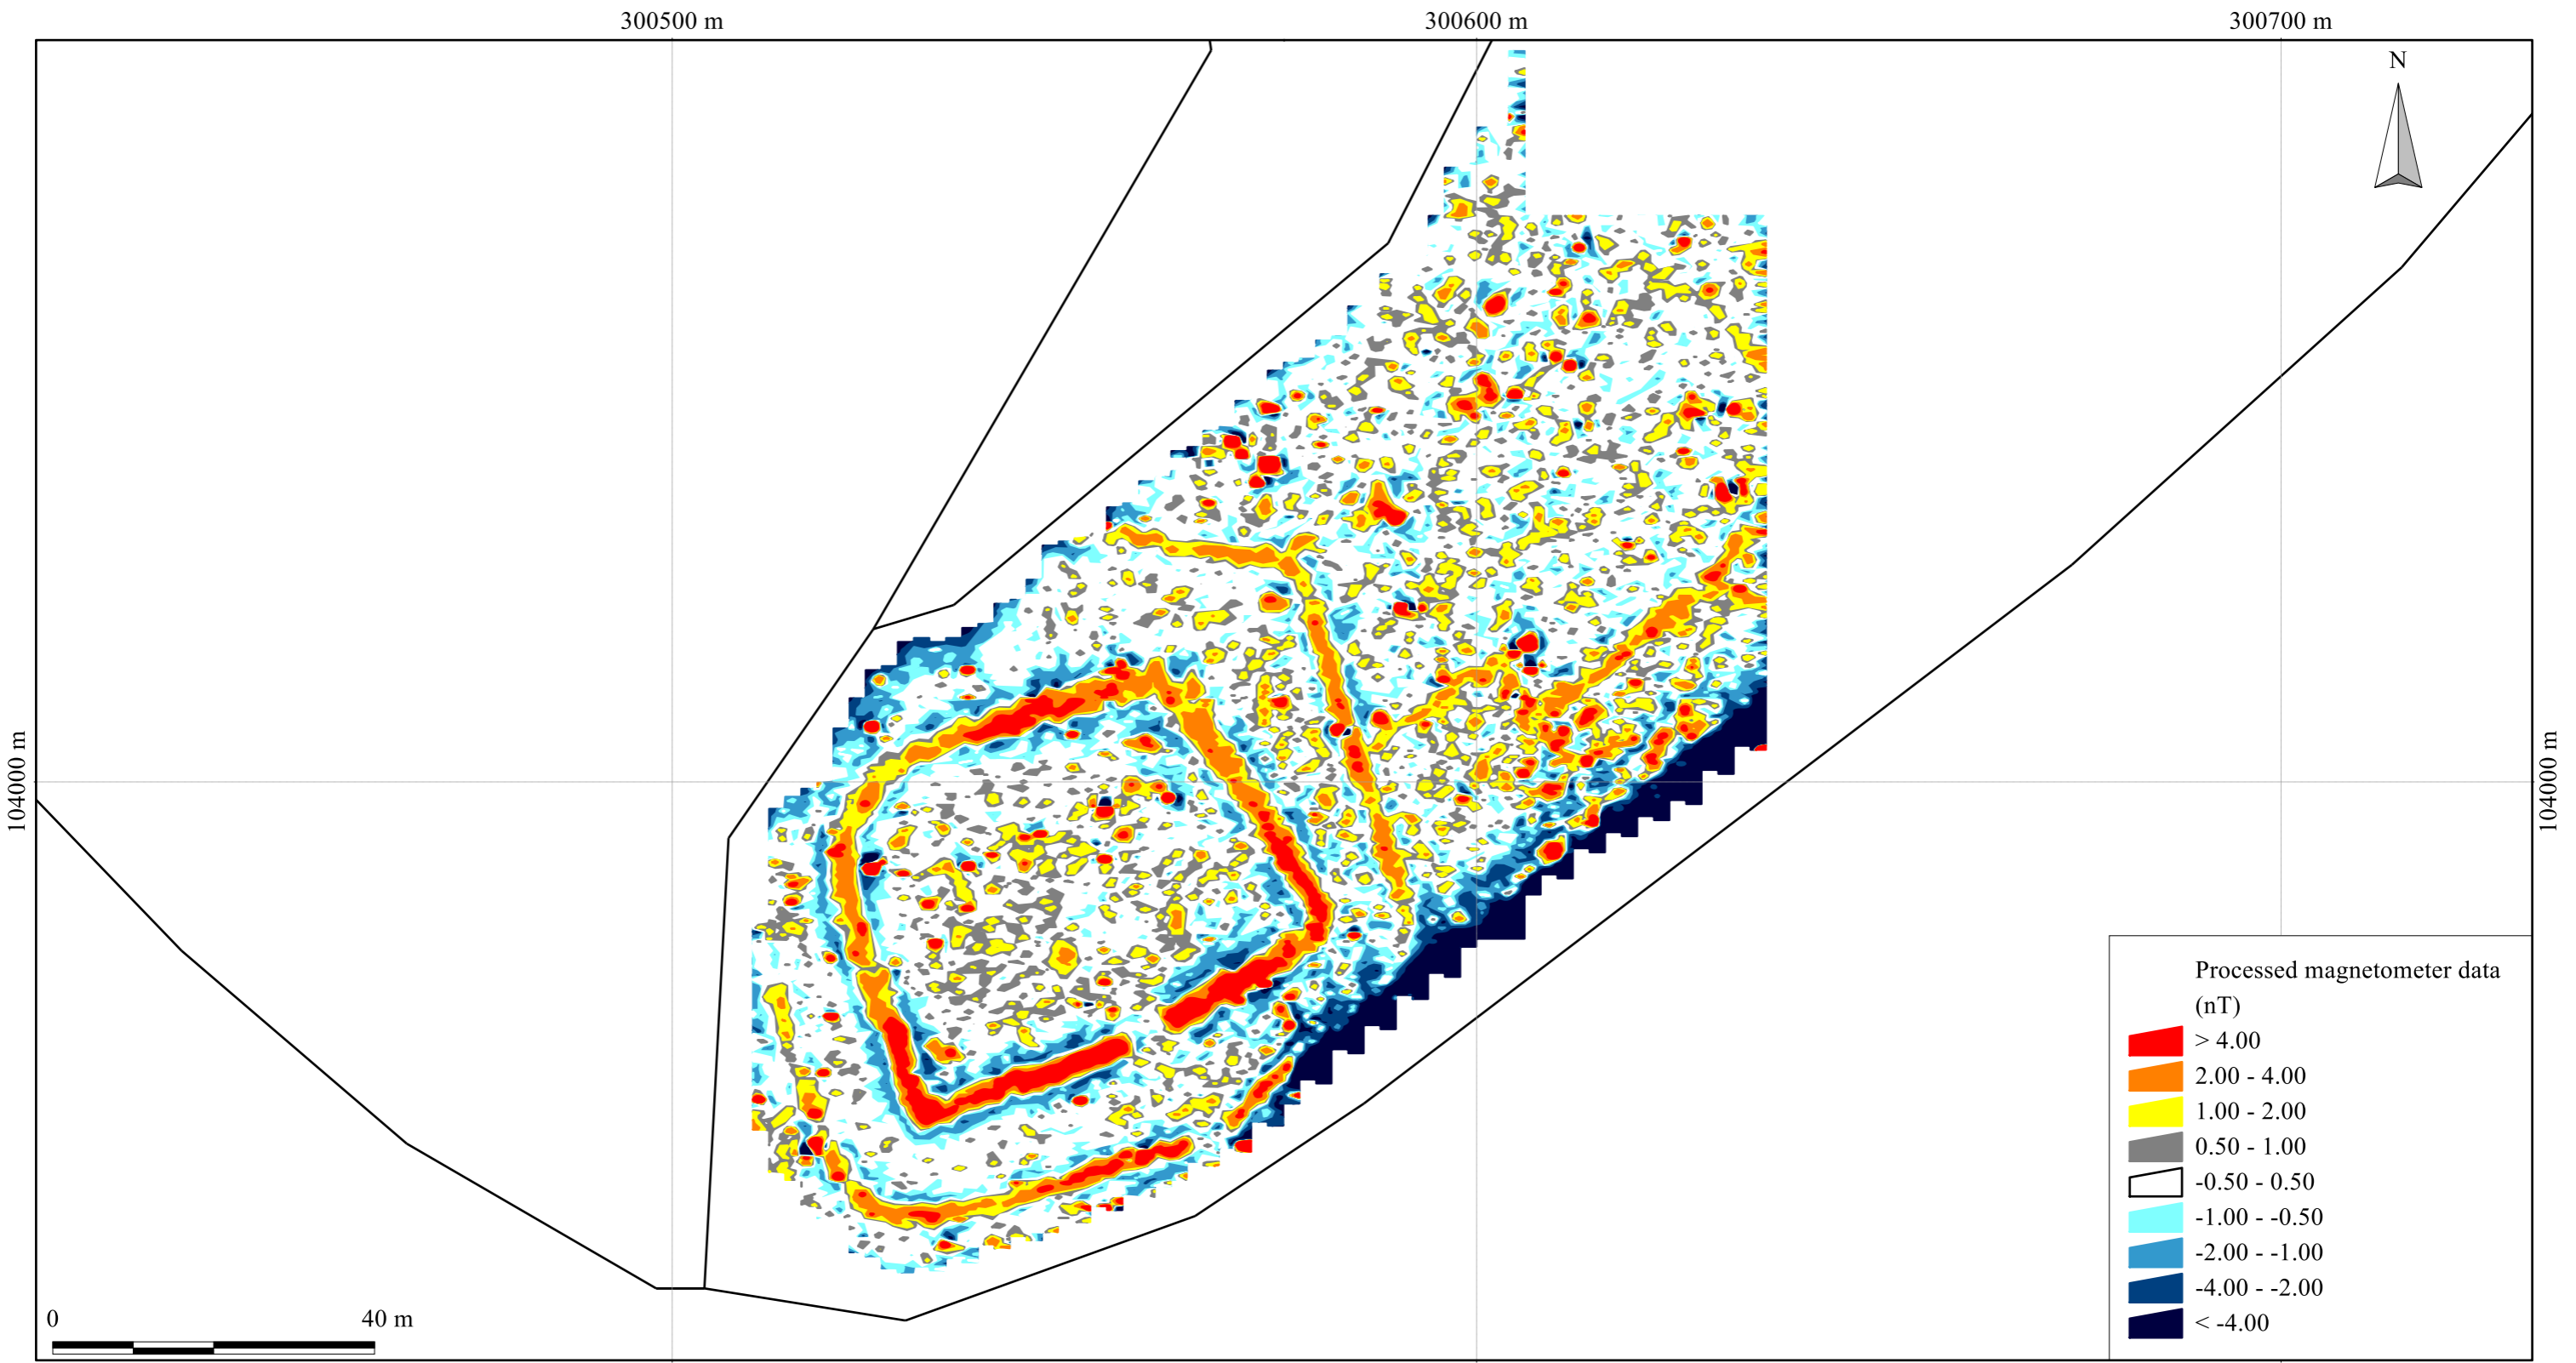 300500 m
300600 m
300700 m
N
104000 m
104000 m
Processed magnetometer data
(nT)
> 4.00
2.00 - 4.00
1.00 - 2.00
0.50 - 1.00
-0.50 - 0.50
-1.00 - -0.50
-2.00 - -1.00
-4.00 - -2.00
< -4.00
0
40 m